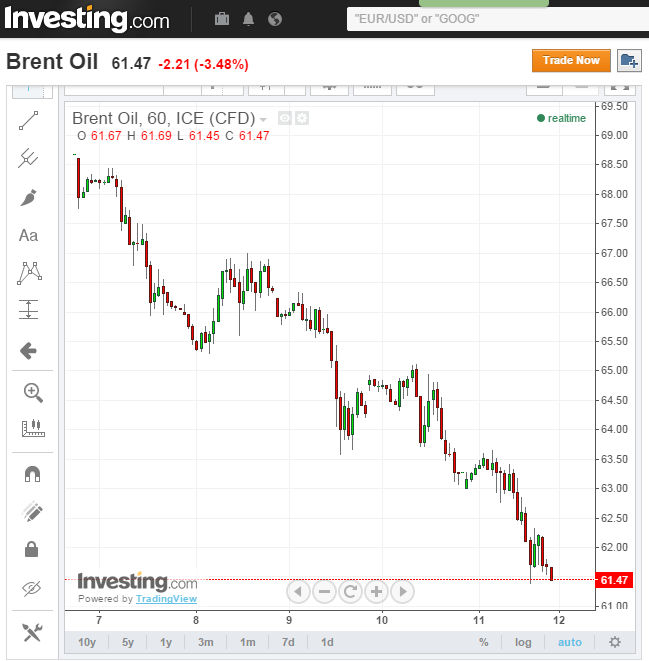 Investing.com
"EUR/USD" or "GOOG"
Brent Oil 61.47 -2.21 (-3.48%)
Trade Now
Brent Oil, 60, ICE (CFD)
realtime
O 61.67 H 61.69 L 61.45 C 61.47
Aa
69.50
69.00
68.50
68.00
67.50
67.00
66.50
66.00
65.50
65.00
64.50
64.00
63.50
63.00
62.50
62.00
61.47
61.00
Investing.com
Powered by TradingView
7 8 9 10 11 12
10y 5y 1y 3m 1m 7d 1d % log auto